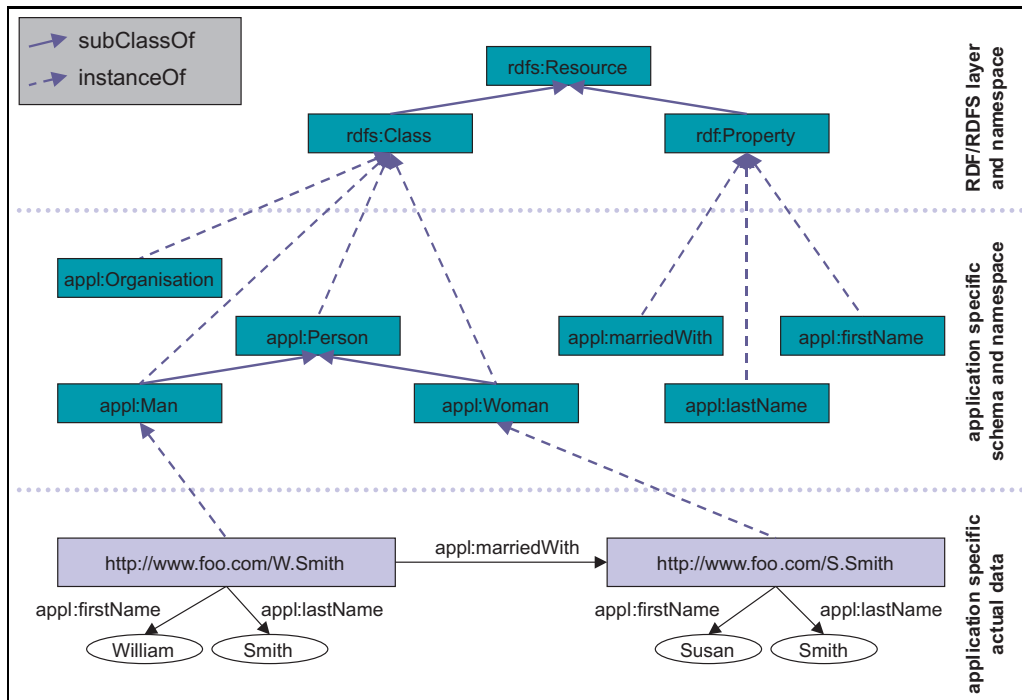 subClassOf
instanceOf
rdfs:Resource
rdfs:Class
rdf:Property
RDF/RDFS layer
and namespace
appl:Organisation
appl:Person
appl:marriedWith
appl:firstName
appl:Man
appl:Woman
appl:lastName
application specific
schema and namespace
http://www.foo.com/W.Smith
appl:marriedWith
http://www.foo.com/S.Smith
appl:firstName
appl:lastName
appl:firstName
appl:lastName
William
Smith
Susan
Smith
application specific
actual data